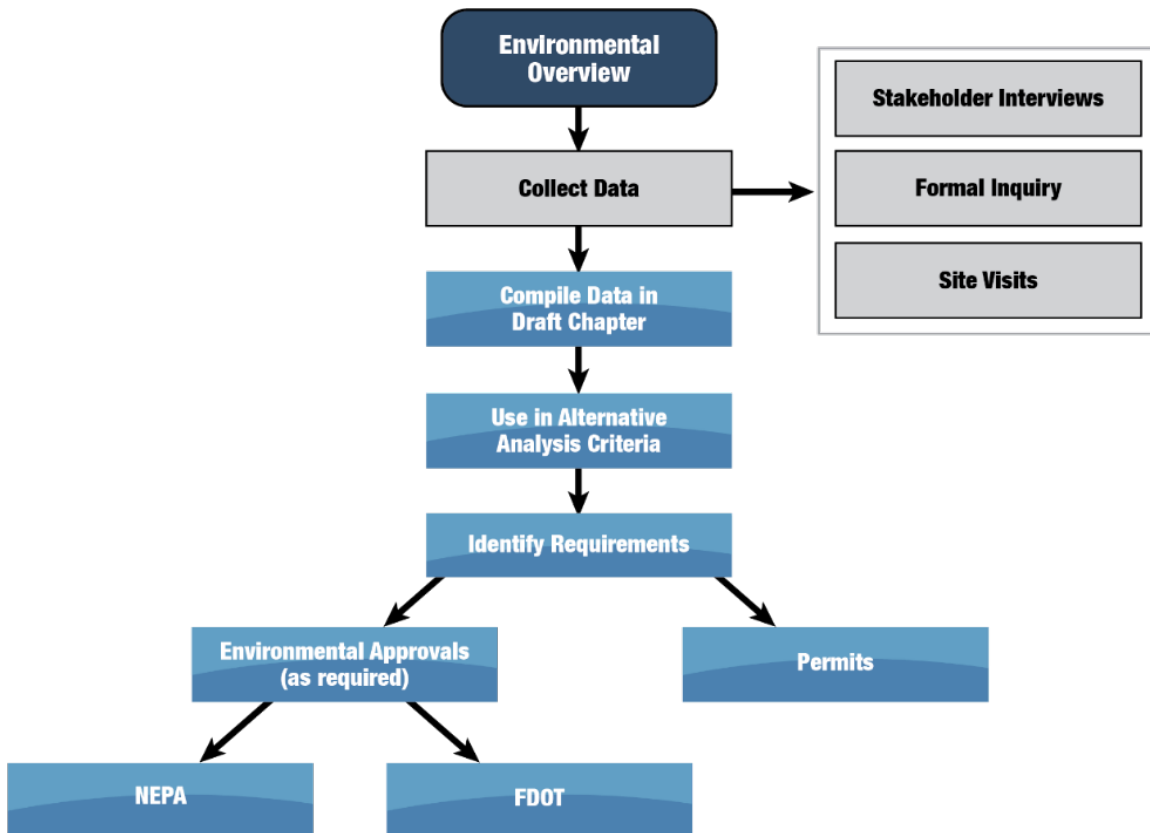 Environmental
Overview
Collect Data
Stakeholder Interviews
Formal Inquiry
Site Visits
Compile Data in
Draft Chapter
Use in Alternative
Analysis Criteria
Identify Requirements
Environmental Approvals
(as required)
Permits
NEPA
FDOT